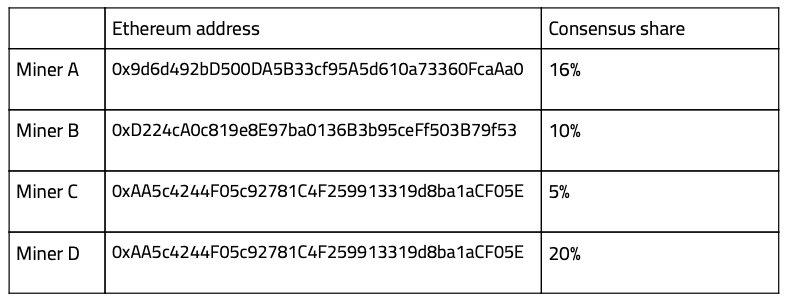 Ethereum address Consensus share
Miner A 0x9d6d492bD500DA5B33cf95A5d610a73360FcaAa0 16%
Miner B 0xD224cA0c819e8E97ba0136B3b95ceFf503B79f53 10%
Miner C 0xAA5c4244F05c92781C4F259913319d8ba1aCF05E 5%
Miner D 0xAA5c4244F05c92781C4F259913319d8ba1aCF05E 20%